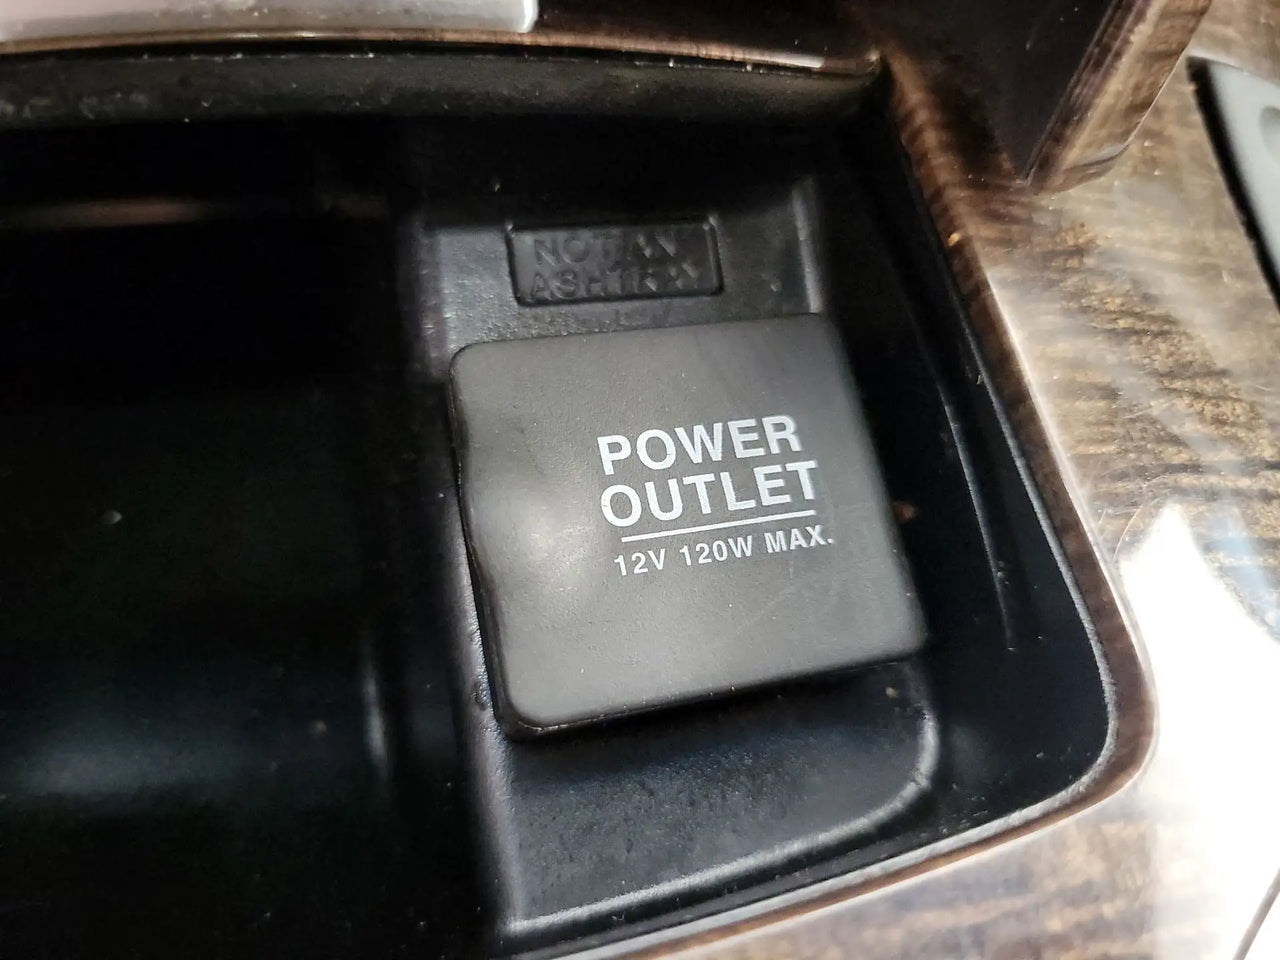 NOT AN
ASHTRAY
POWER
OUTLET
12V 120W MAX.